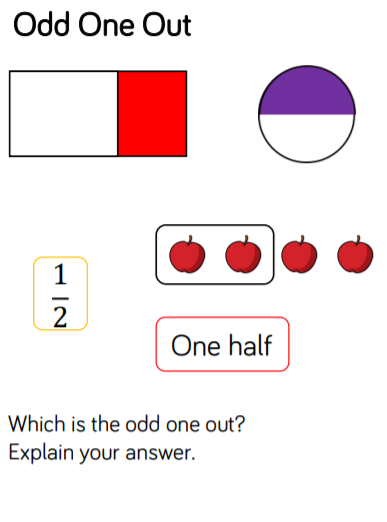 Odd One Out
1
2
One half
Which is the odd one out?
Explain your answer.